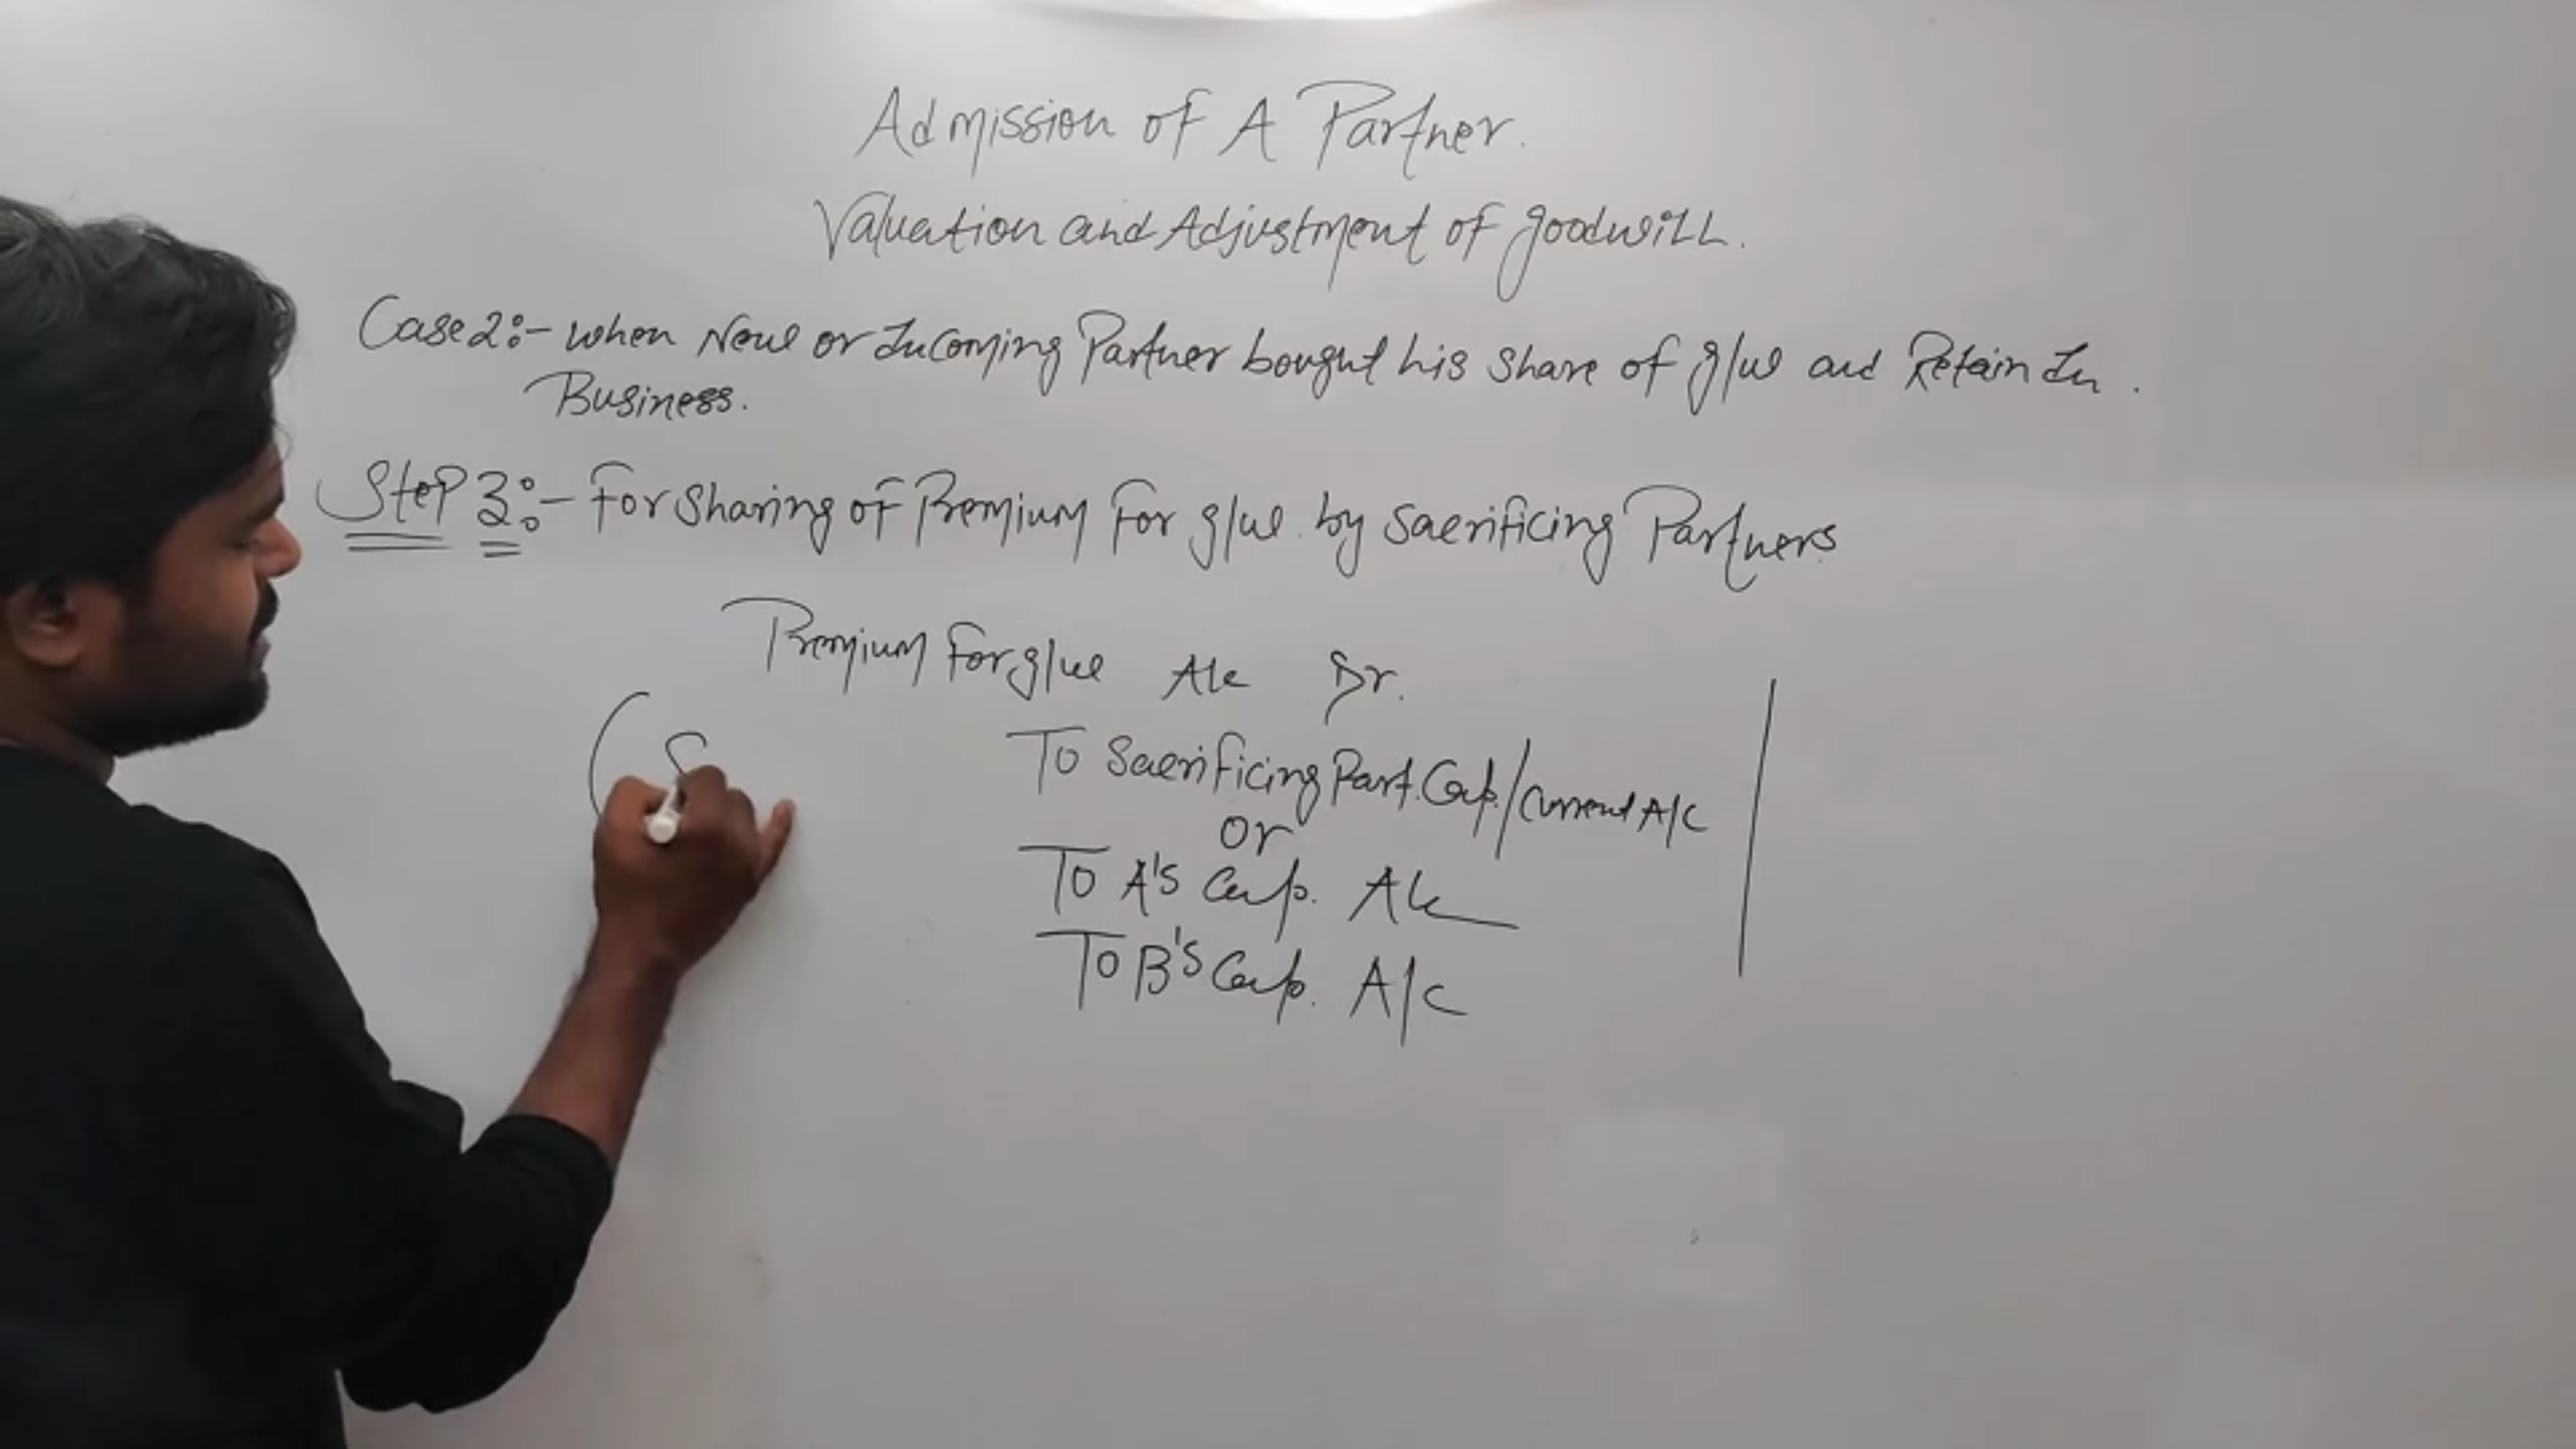 Admission of A Partner.
Valuation and Adjustment of goodwill.
Case 2:- when New or Incoming Partner bought his share of g/w and Retain In.
Business.
Step 3:- For sharing of Premium For g/w. by sacrificing Partners
Premium For g/w A/c Dr.
To Sacrificing Part. Cap./Current A/C
or
To A's Cap. A/c
To B's Cap. A/C
(S